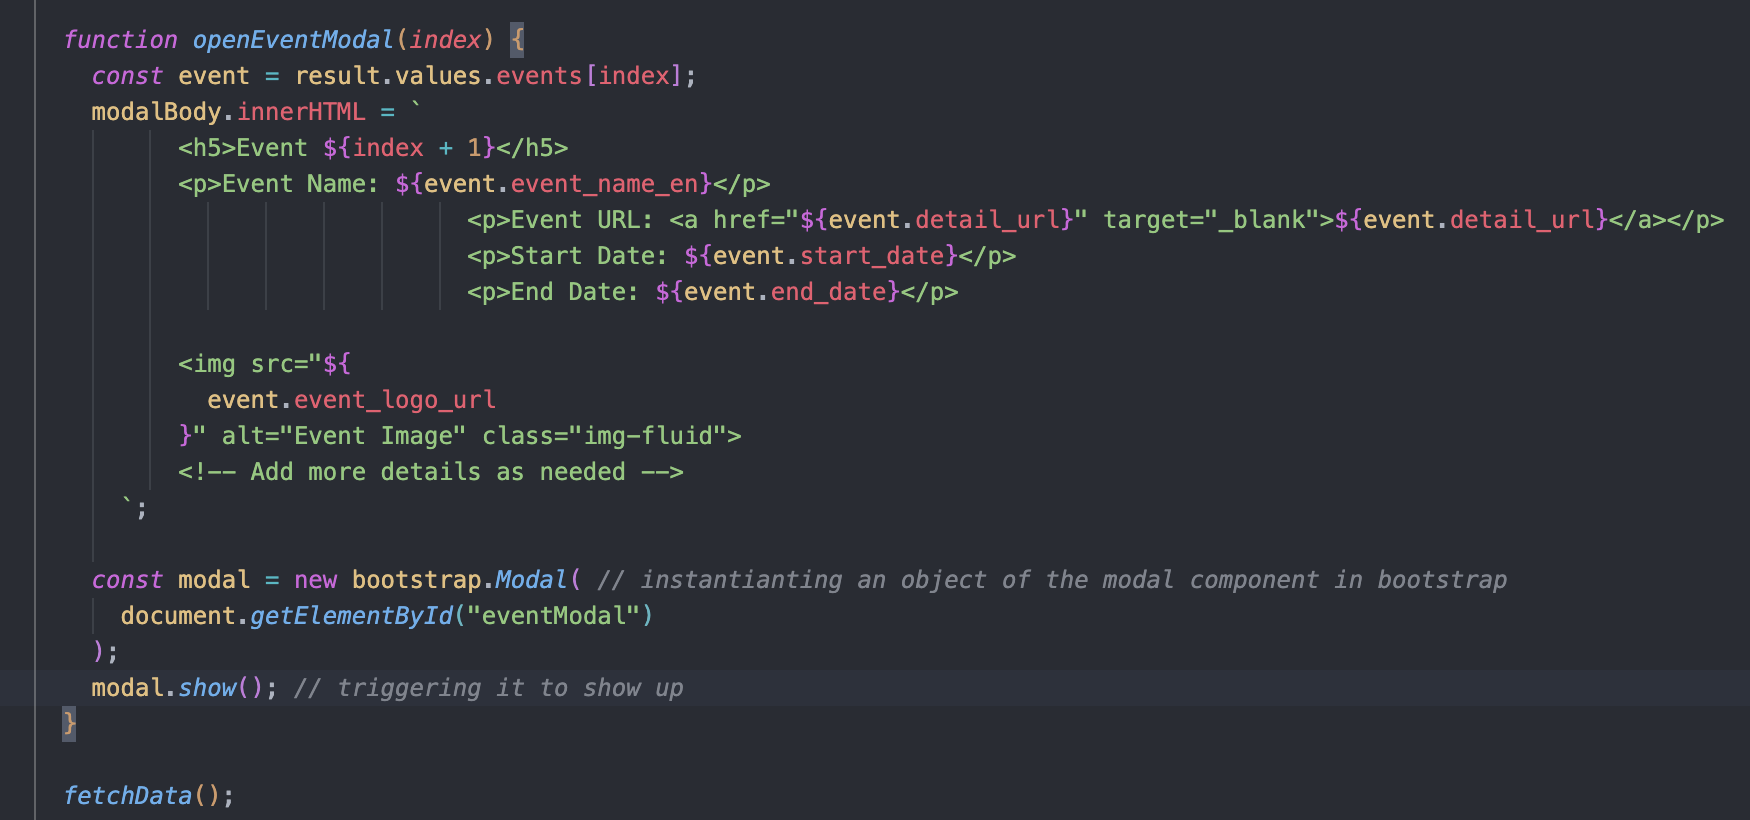 function openEventModal(index) {
const event = result.values.events[index];
modalBody.innerHTML = `
<h5>Event ${index + 1}</h5>
<p>Event Name: ${event.event_name_en}</p>
<p>Event URL: <a href="${event.detail_url}" target="_blank">${event.detail_url}</a></p>
<p>Start Date: ${event.start_date}</p>
<p>End Date: ${event.end_date}</p>
<img src="${
event.event_logo_url
}" alt="Event Image" class="img-fluid">
<!-- Add more details as needed -->
`;
const modal = new bootstrap.Modal( // instantianting an object of the modal component in bootstrap
document.getElementById("eventModal")
);
modal.show(); // triggering it to show up
}
fetchData();